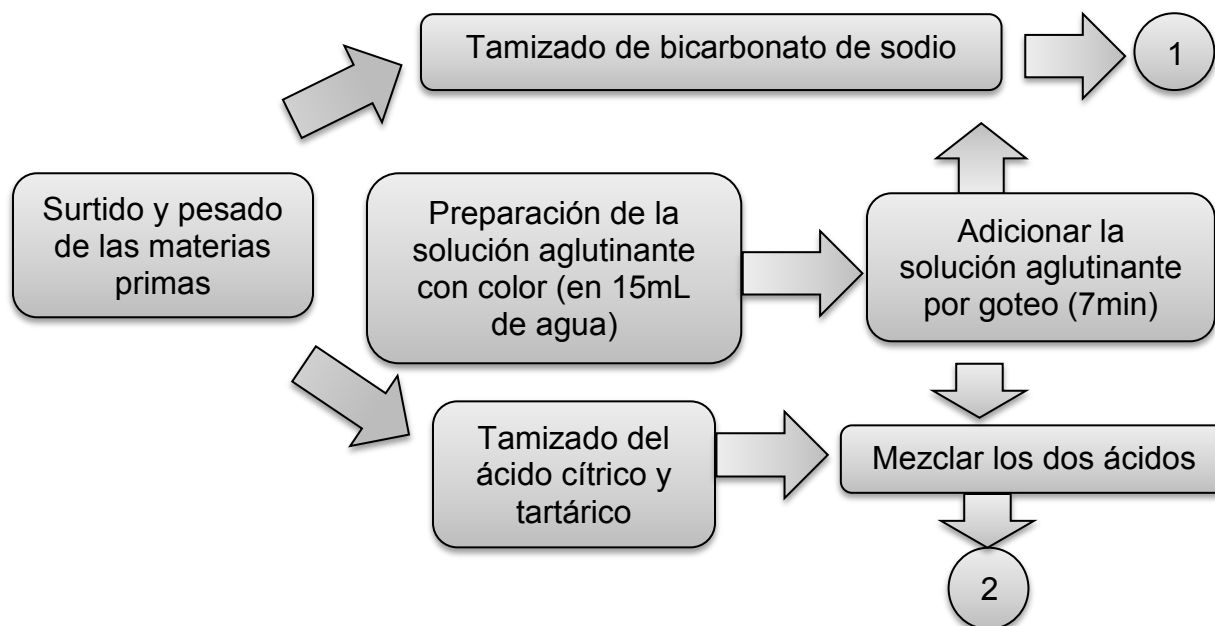 Tamizado de bicarbonato de sodio
1
Surtido y pesado
de las materias
primas
Preparación de la
solución aglutinante
con color (en 15mL
de agua)
Adicionar la
solución aglutinante
por goteo (7min)
Tamizado del
ácido cítrico y
tartárico
Mezclar los dos ácidos
2